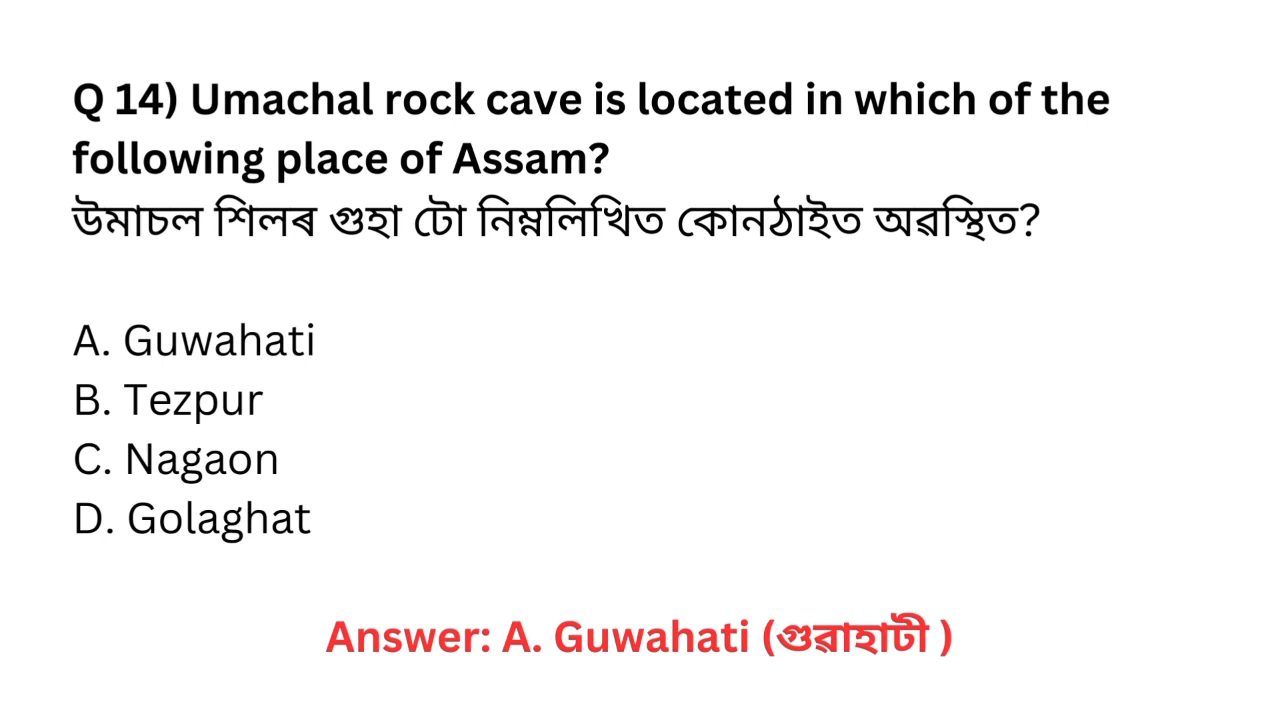 Q 14) Umachal rock cave is located in which of the
following place of Assam?
উমাচল শিলৰ গুহা টো নিম্নলিখিত কোনঠাইত অৱস্থিত?
A. Guwahati
B. Tezpur
C. Nagaon
D. Golaghat
Answer: A. Guwahati (গুৱাহাটী )